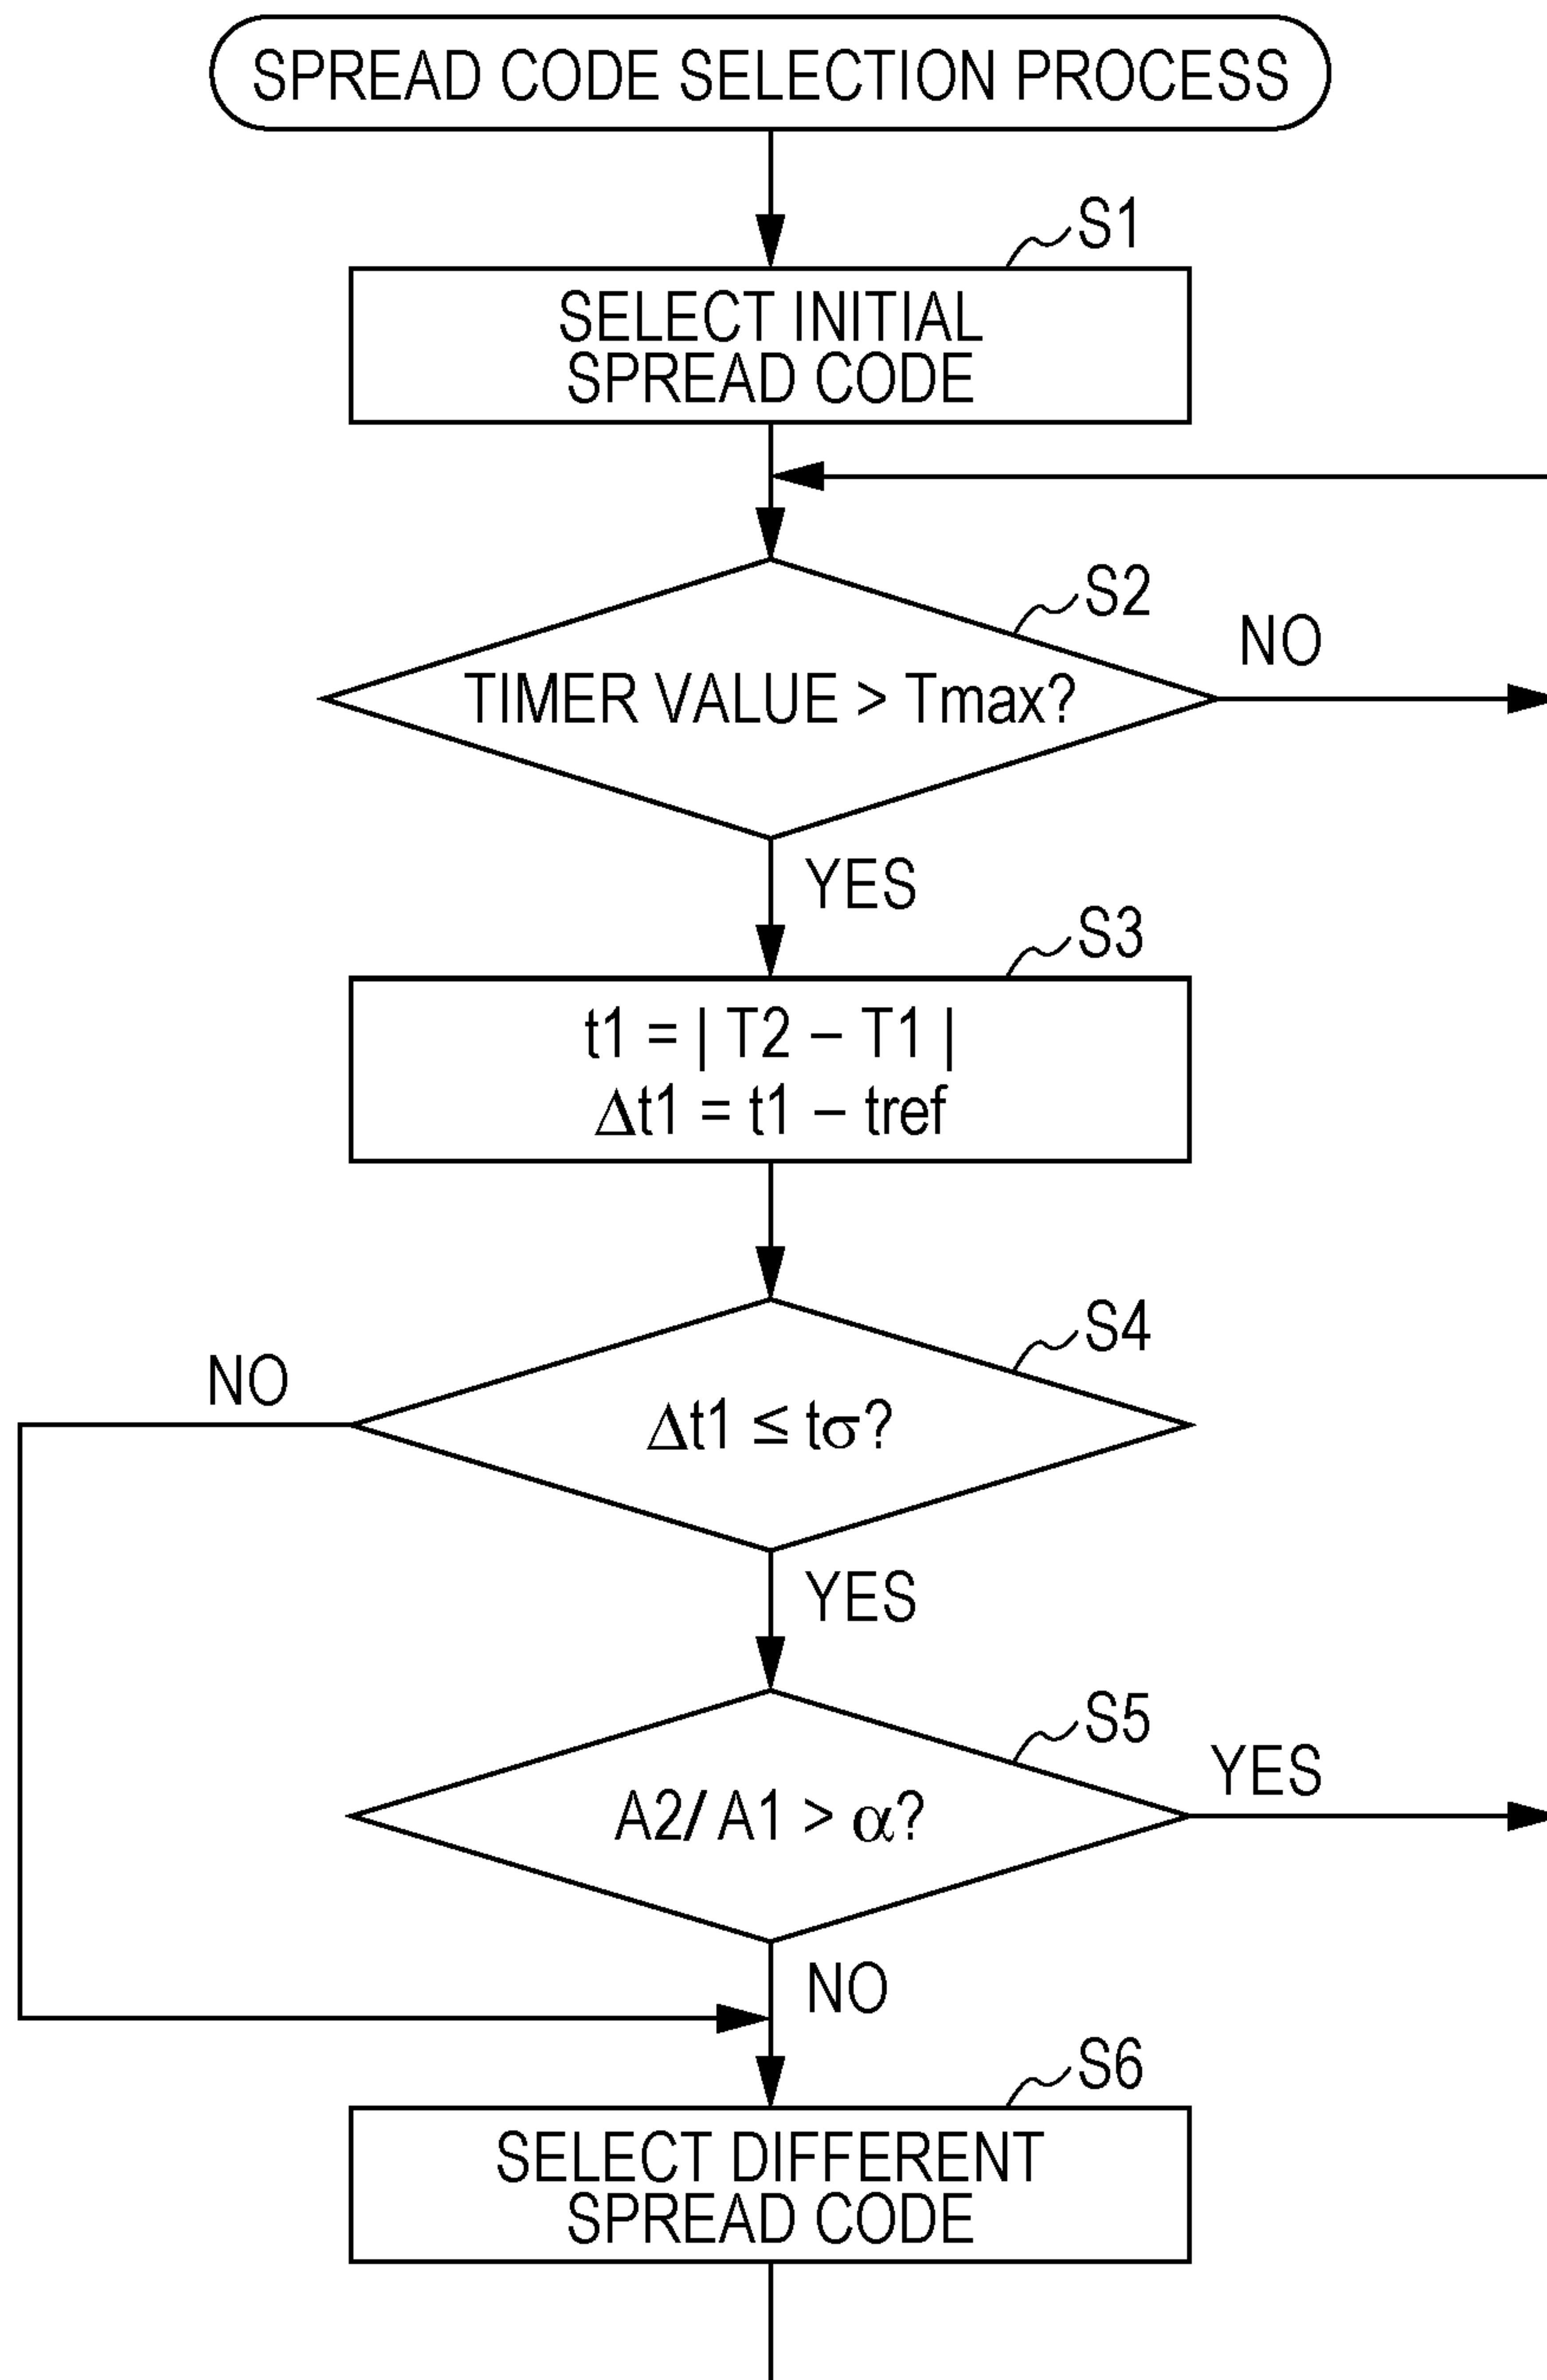 SPREAD CODE SELECTION PROCESS
S1
SELECT INITIAL
SPREAD CODE
S2
NO
TIMER VALUE > Tmax?
YES
S3
t1 = | T2 – T1 |
Δt1 = t1 – tref
S4
NO
Δt1 ≤ tσ?
YES
S5
YES
A2/ A1 > α?
NO
S6
SELECT DIFFERENT
SPREAD CODE